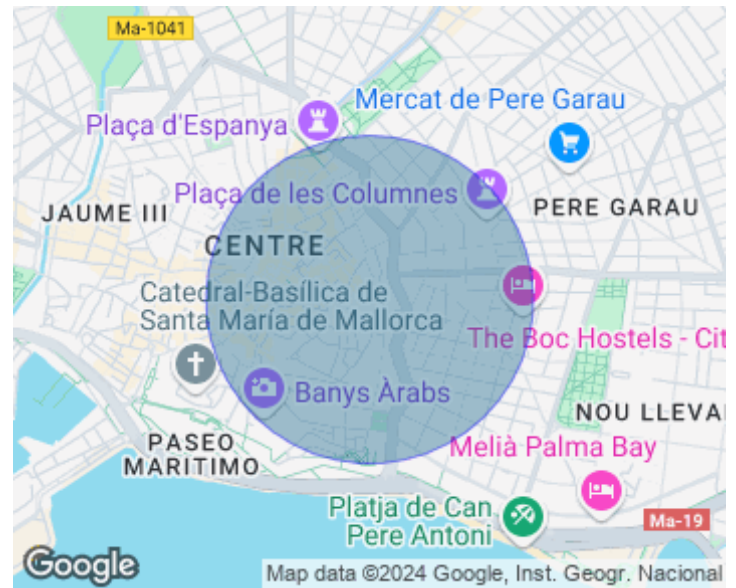 Ma-1041
Mercat de Pere Garau
Plaça d'Espanya
Plaça de les Columnes
JAUME III
PERE GARAU
CENTRE
Catedral-Basílica de
Santa María de Mallorca
The Boc Hostels - Cit
Banys Àrabs
NOU LLEVA
PASEO
MARITIMO
Melià Palma Bay
Platja de Can
Pere Antoni
Ma-19
Google
Map data ©2024 Google, Inst. Geogr. Nacional